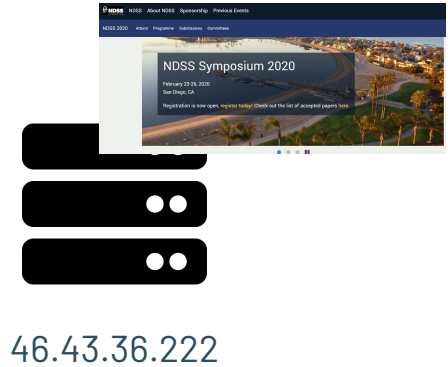 NDSS NDSS About NDSS Sponsorship Previous Events
NDSS 2020 Attend Programme Submissions Committees
NDSS Symposium 2020
February 23-26, 2020
San Diego, CA
Registration is now open, register today! Check out the list of accepted papers here.
46.43.36.222